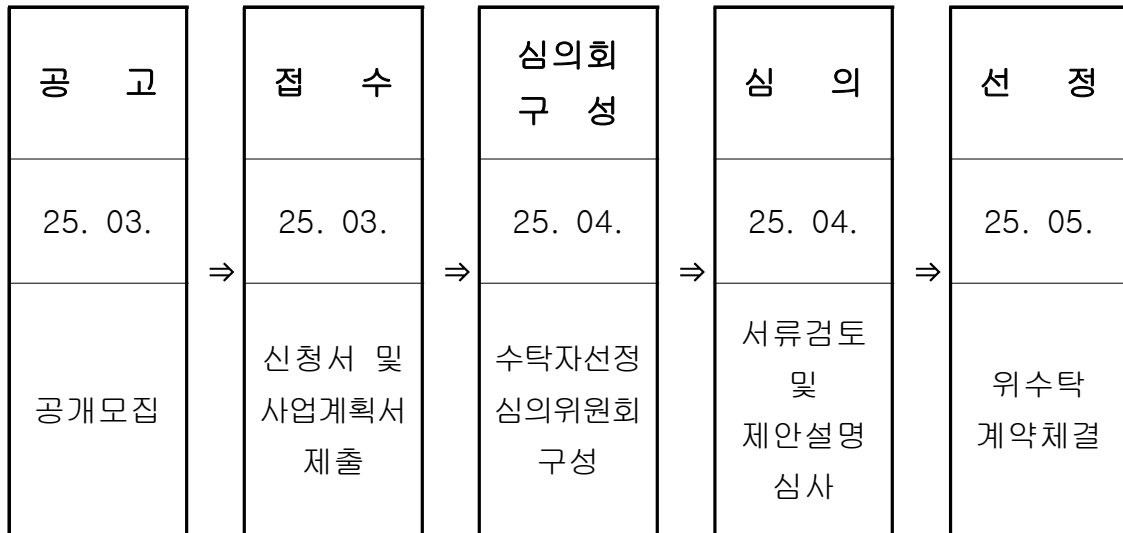 공 고
25. 03.
공개모집
⇒
접 수
25. 03.
신청서 및
사업계획서
제출
⇒
심의회
구 성
25. 04.
수탁자선정
심의위원회
구성
⇒
심 의
25. 04.
서류검토
및
제안설명
심사
⇒
선 정
25. 05.
위수탁
계약체결